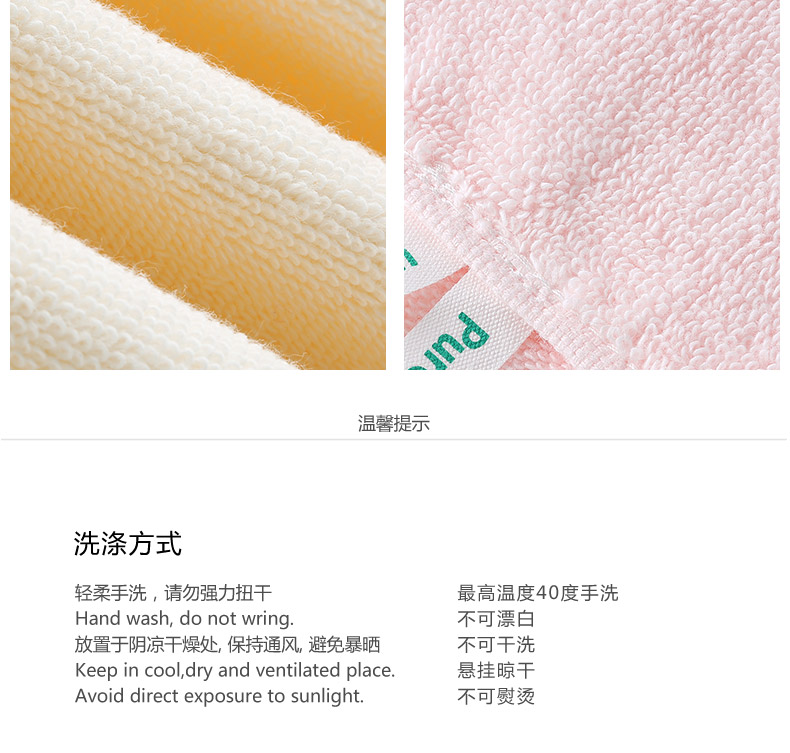 Pure
温馨提示
洗涤方式
轻柔手洗，请勿强力扭干
Hand wash, do not wring.
放置于阴凉干燥处, 保持通风, 避免暴晒
Keep in cool,dry and ventilated place.
Avoid direct exposure to sunlight.
最高温度40度手洗
不可漂白
不可干洗
悬挂晾干
不可熨烫